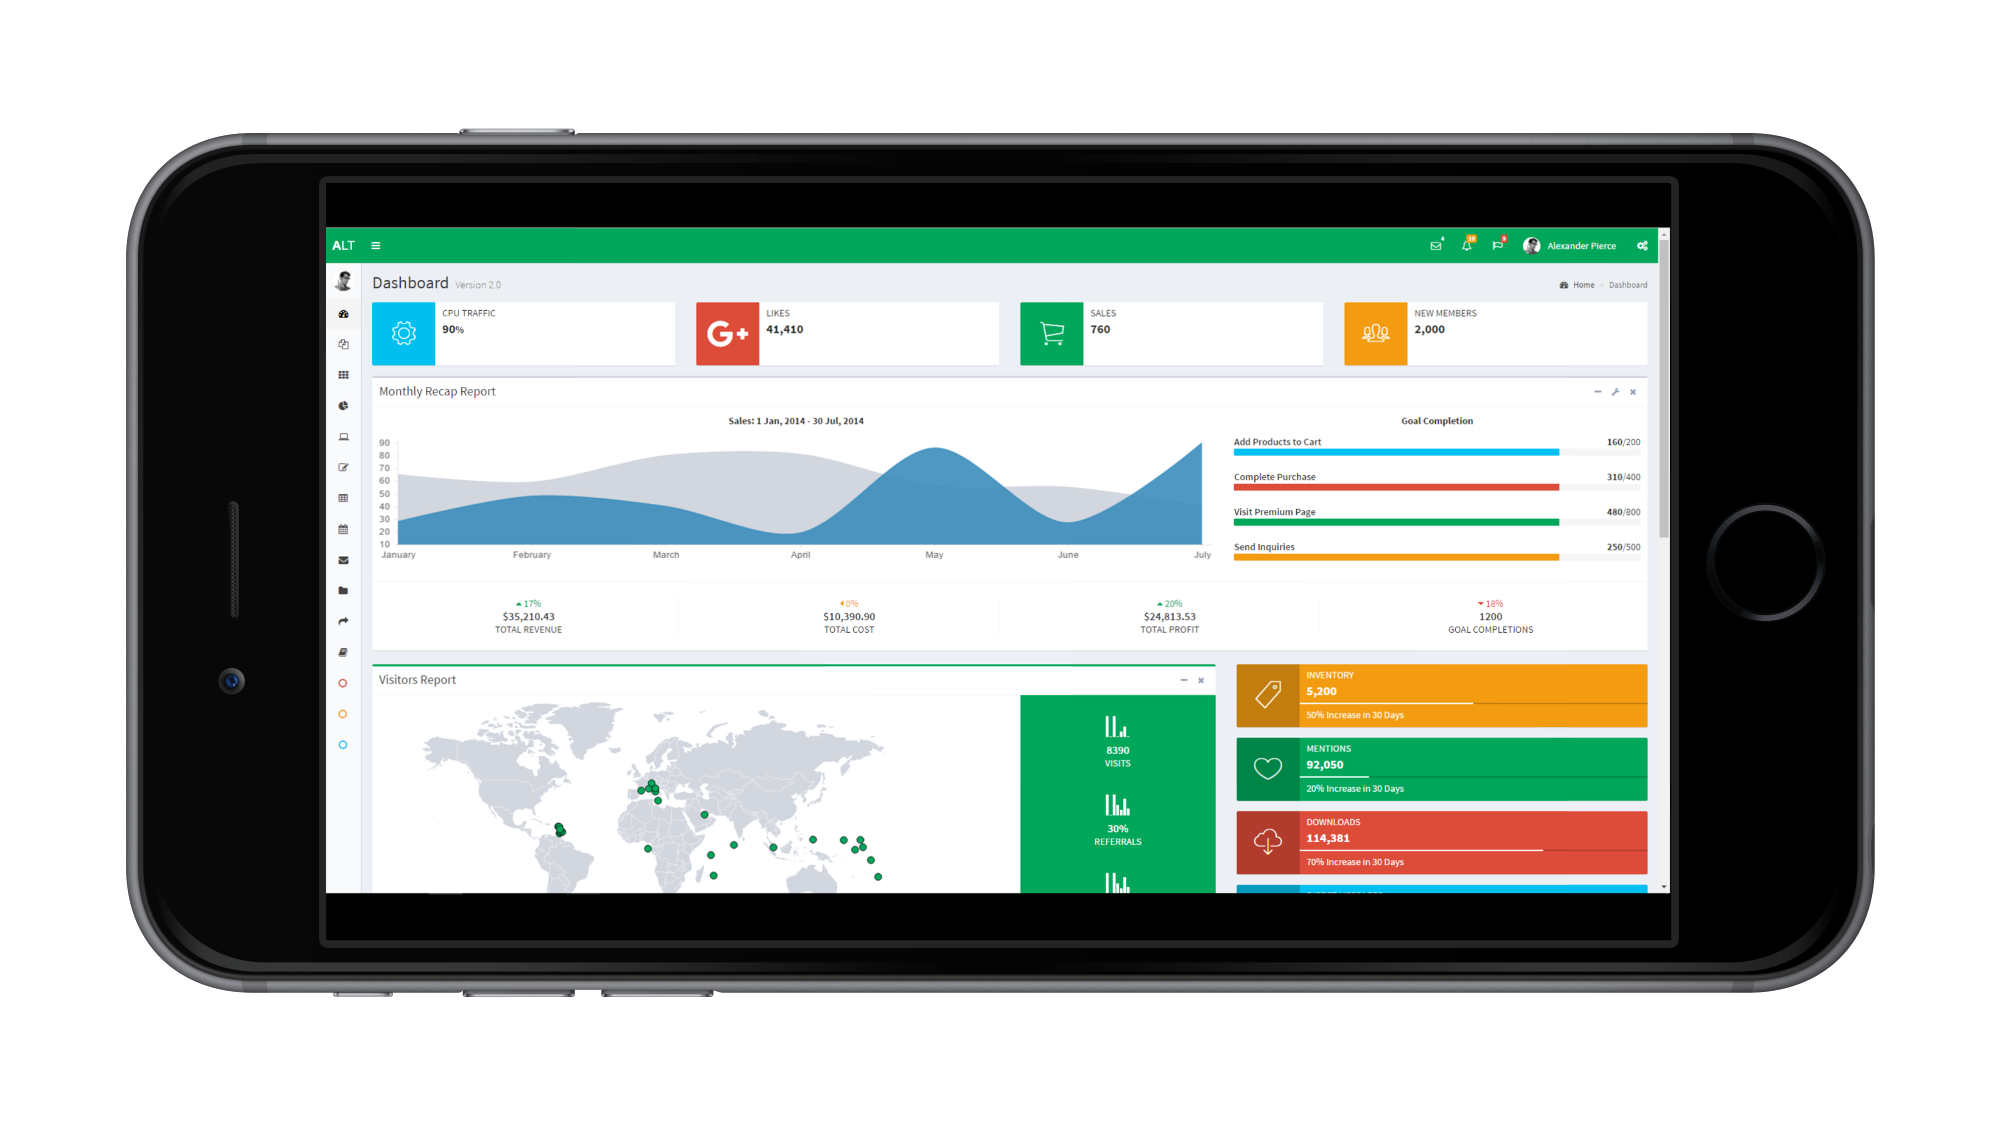 ALT
4
10
9
Alexander Pierce
Dashboard Version 2.0
Home > Dashboard
CPU TRAFFIC
90%
G+
LIKES
41,410
SALES
760
NEW MEMBERS
2,000
Monthly Recap Report
Sales: 1 Jan, 2014 - 30 Jul, 2014
90
80
70
60
50
40
30
20
10
January February March April May June July
Goal Completion
Add Products to Cart 160/200
Complete Purchase 310/400
Visit Premium Page 480/800
Send Inquiries 250/500
17%
$35,210.43
TOTAL REVENUE
0%
$10,390.90
TOTAL COST
20%
$24,813.53
TOTAL PROFIT
18%
1200
GOAL COMPLETIONS
Visitors Report
8390
VISITS
30%
REFERRALS
INVENTORY
5,200
50% Increase in 30 Days
MENTIONS
92,050
20% Increase in 30 Days
DOWNLOADS
114,381
70% Increase in 30 Days